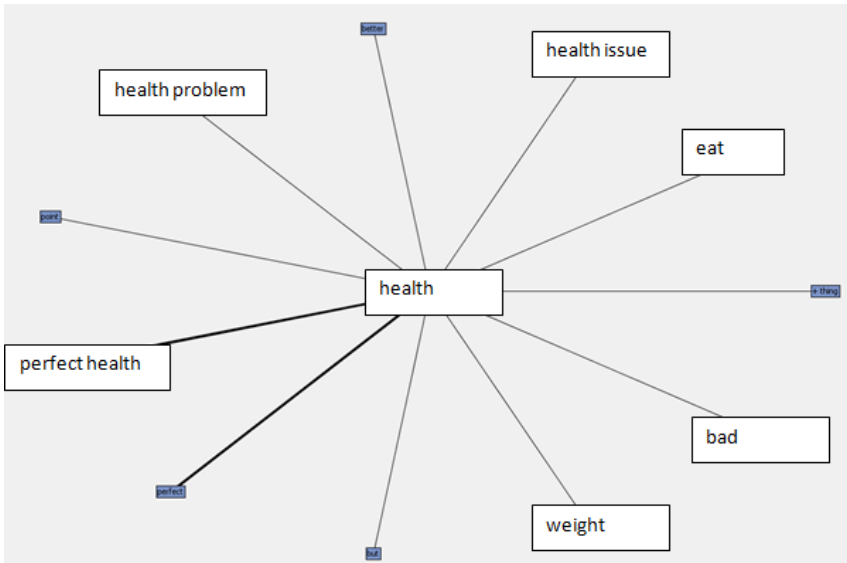 better
health issue
health problem
eat
point
health
+ thing
perfect health
bad
perfect
weight
but